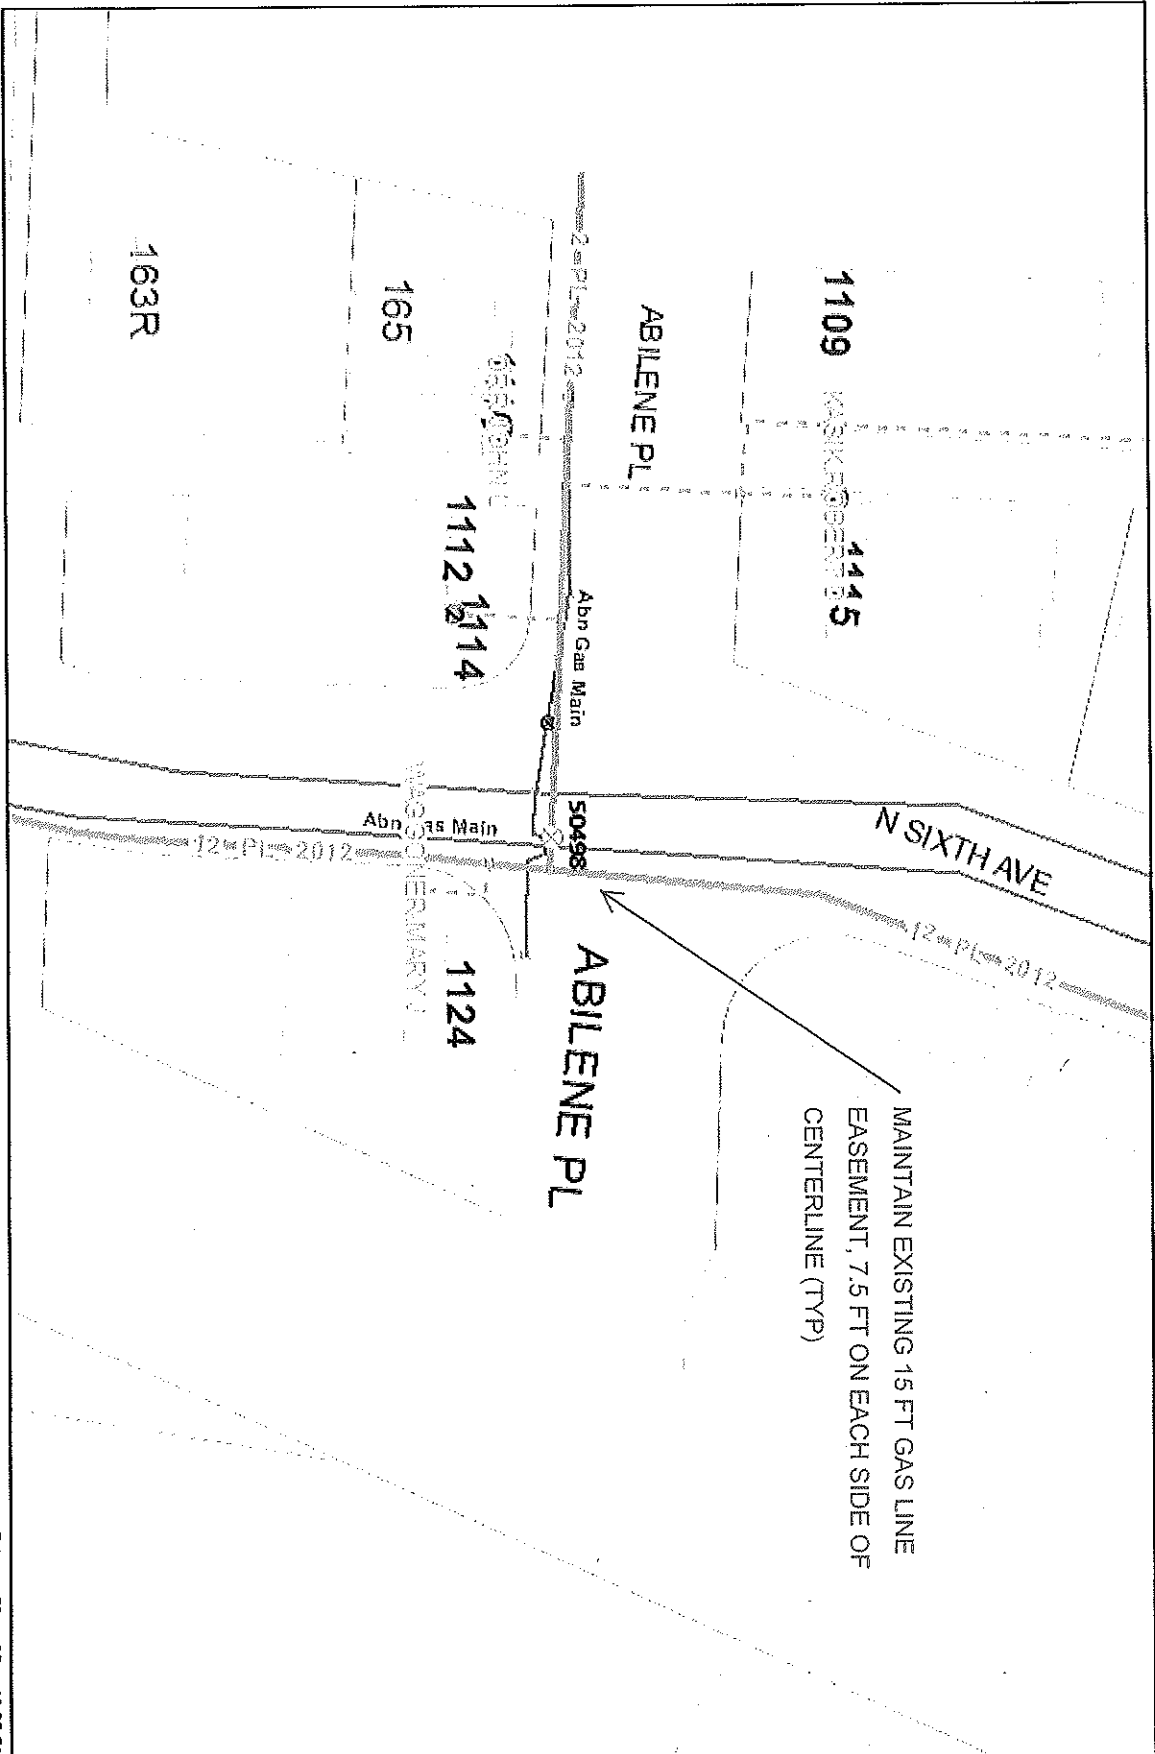 MAINTAIN EXISTING 15 FT GAS LINE
EASEMENT, 7.5 FT ON EACH SIDE OF
CENTERLINE (TYP)
N SIXTH AVE
12-PL-2012
1109
1115
ABILENE PL
2-PL-2012
Abn Gas Main
50498
ABILENE PL
165
1112
1114
Abn Gas Main
12-PL-2012
WAGGONER, MARY J
1124
163R